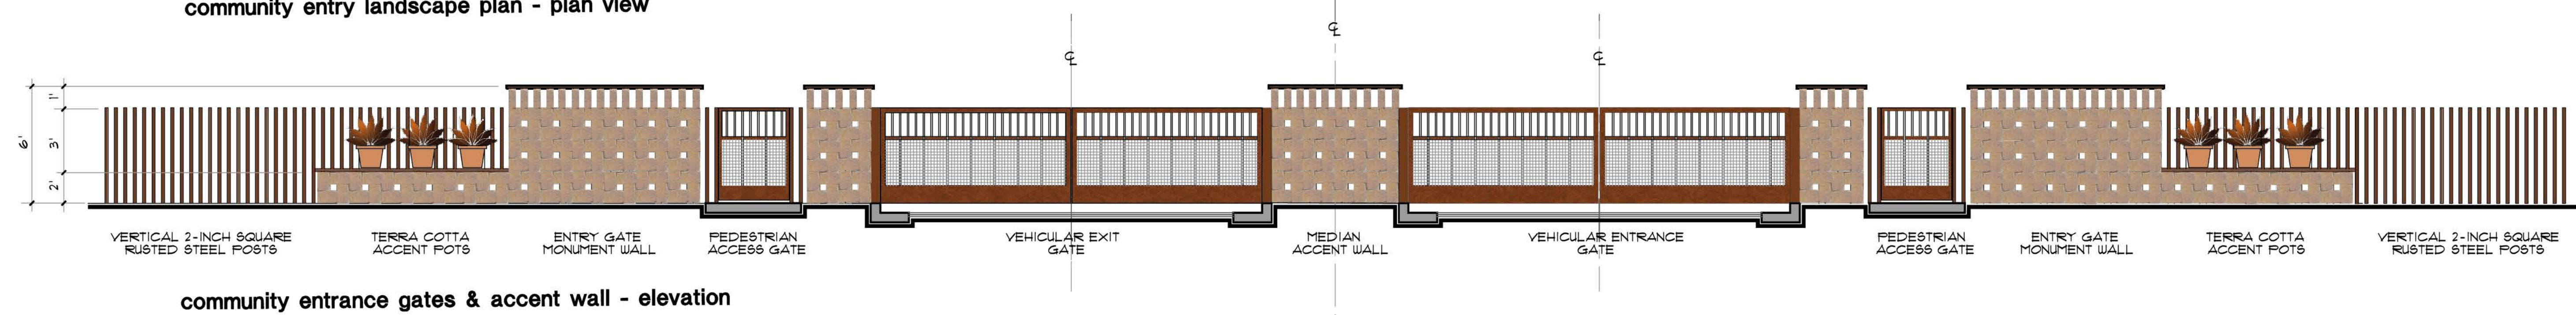 community entry landscape plan - plan view
℄
℄
℄
6'
1'
3'
2'
VERTICAL 2-INCH SQUARE
RUSTED STEEL POSTS
TERRA COTTA
ACCENT POTS
ENTRY GATE
MONUMENT WALL
PEDESTRIAN
ACCESS GATE
VEHICULAR EXIT
GATE
MEDIAN
ACCENT WALL
VEHICULAR ENTRANCE
GATE
PEDESTRIAN
ACCESS GATE
ENTRY GATE
MONUMENT WALL
TERRA COTTA
ACCENT POTS
VERTICAL 2-INCH SQUARE
RUSTED STEEL POSTS
community entrance gates & accent wall - elevation